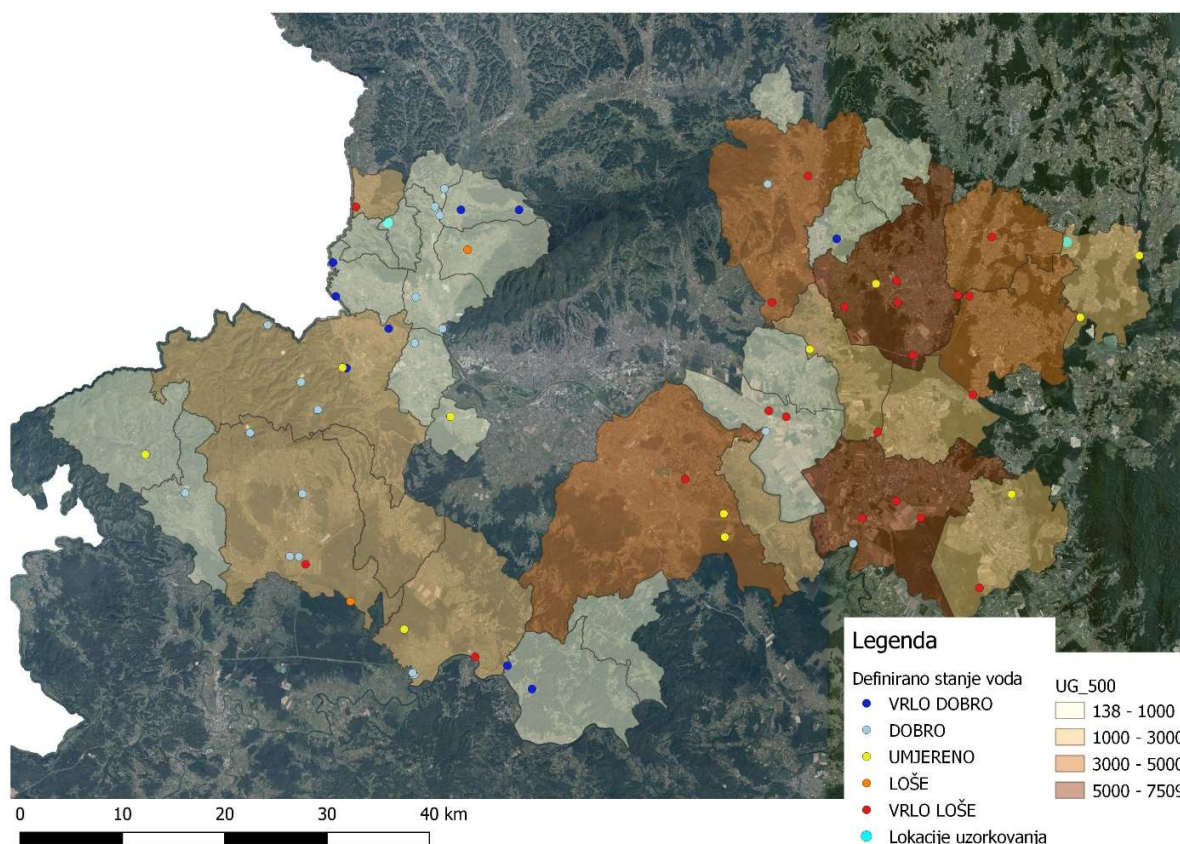 Legenda
Definirano stanje voda
VRLO DOBRO
DOBRO
UMJERENO
LOŠE
VRLO LOŠE
Lokacije uzorkovanja
UG_500
138 - 1000
1000 - 3000
3000 - 5000
5000 - 7509
0 10 20 30 40 km